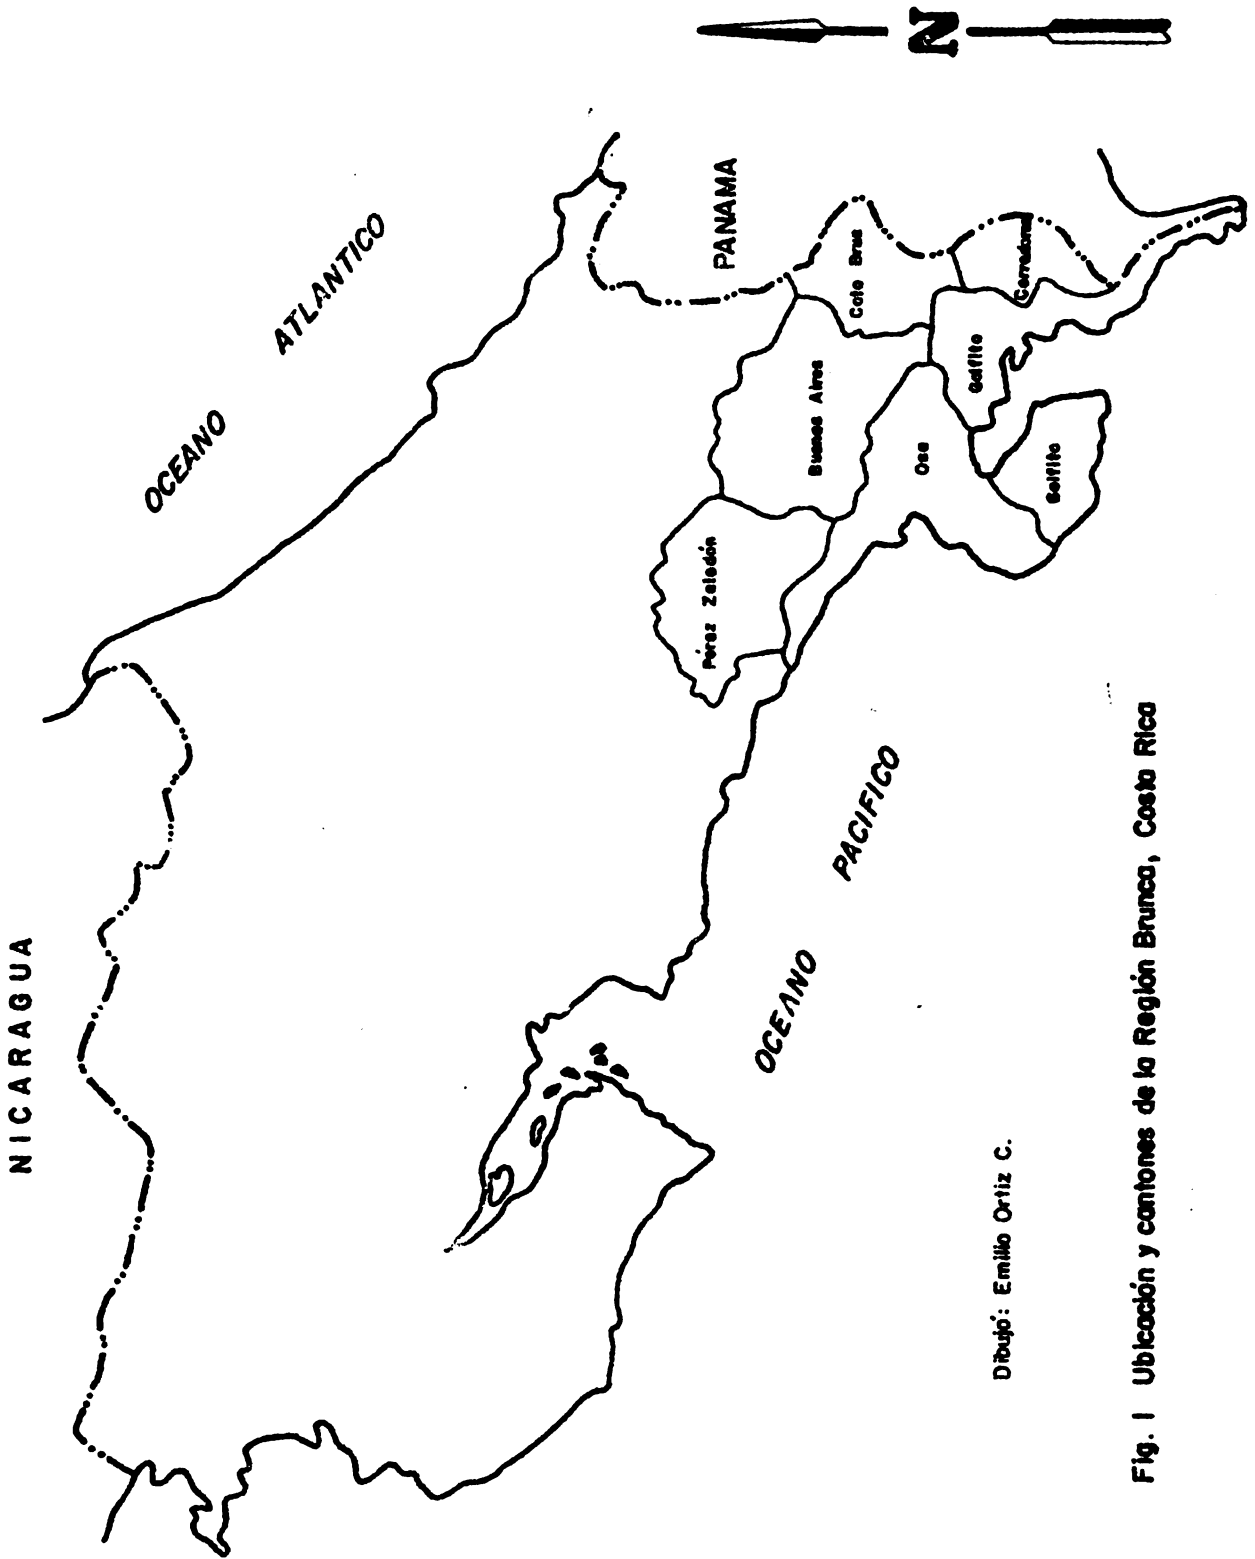 NICARAGUA
OCEANO ATLANTICO
N
PANAMA
Pérez Zeledón
Buenos Aires
Coto Brus
Osa
Golfito
Corredores
Golfito
OCEANO PACIFICO
Dibujó: Emilio Ortiz C.
Fig. 1 Ubicación y cantones de la Región Brunca, Costa Rica